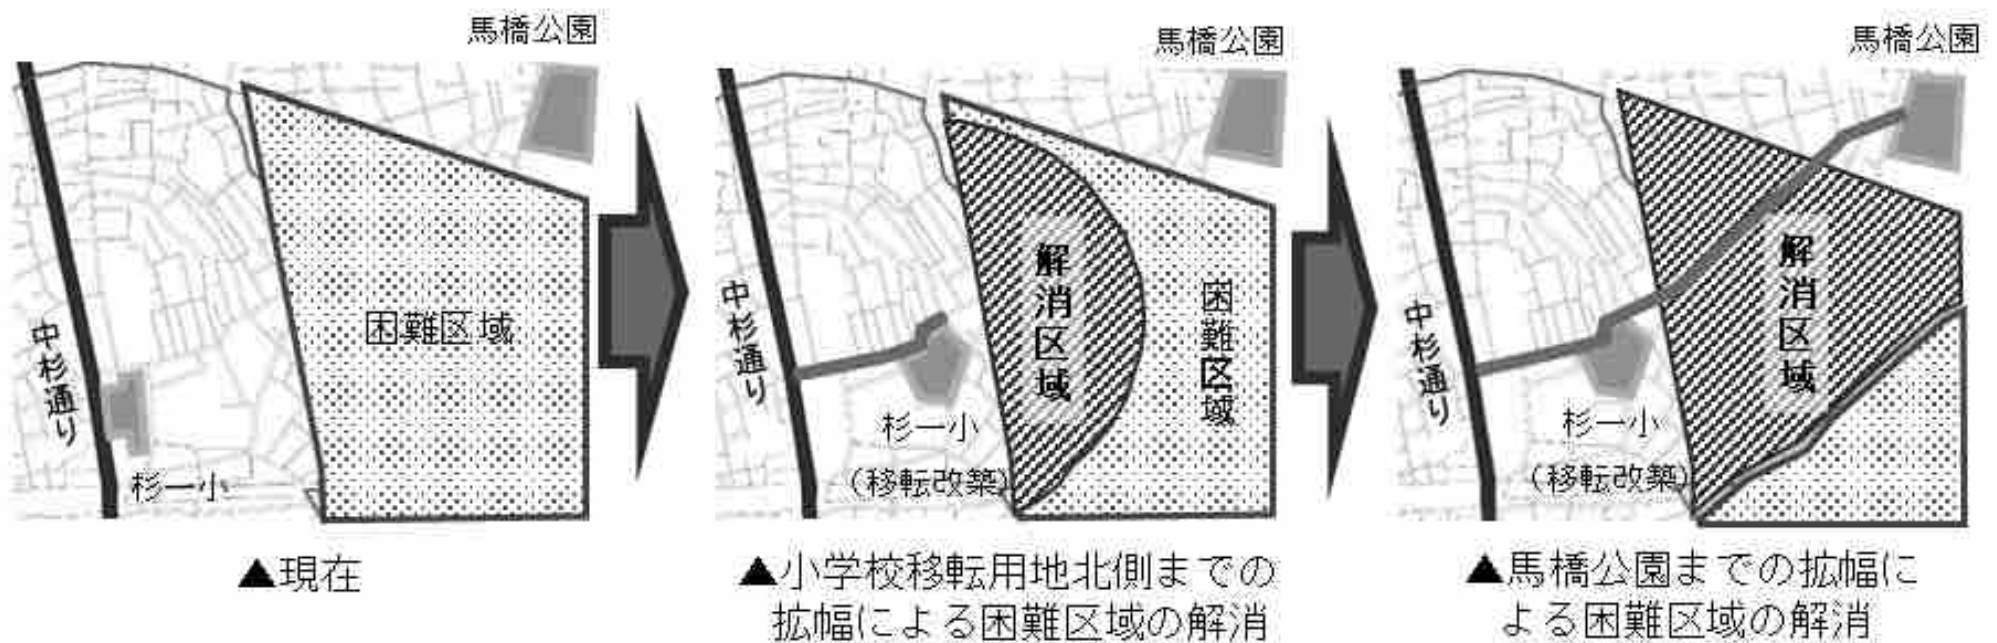 馬橋公園
困難区域
中杉通り
杉一小
▲現在
馬橋公園
解消区域
困難区域
中杉通り
杉一小
（移転改築）
▲小学校移転用地北側までの
拡幅による困難区域の解消
馬橋公園
解消区域
中杉通り
杉一小
（移転改築）
▲馬橋公園までの拡幅に
よる困難区域の解消